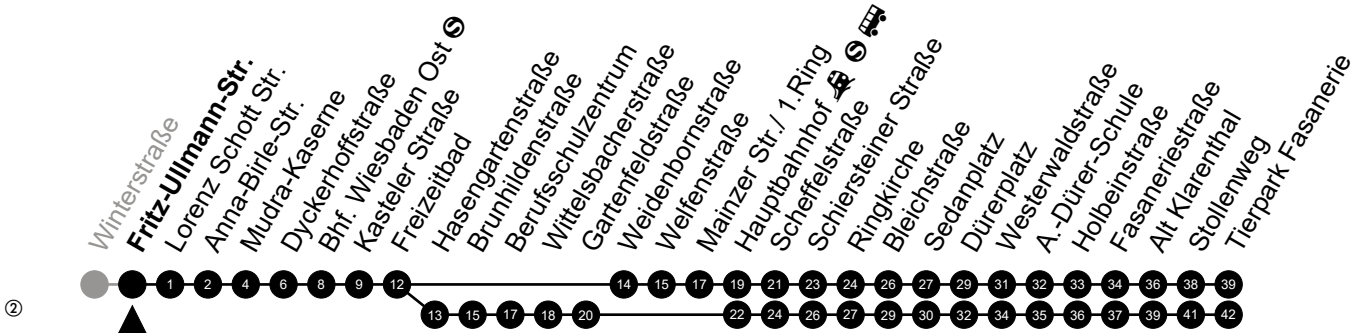 Winterstraße
Fritz-Ullmann-Str.
Lorenz Schott Str.
Anna-Birle-Str.
Mudra-Kaserne
Dyckerhoffstraße
Bhf. Wiesbaden Ost S
Kasteler Straße
Freizeitbad
Hasengartenstraße
Brunhildenstraße
Berufsschulzentrum
Wittelsbacherstraße
Gartenfeldstraße
Weidenbornstraße
Welfenstraße
Mainzer Str./ 1.Ring
Hauptbahnhof S
Scheffelstraße
Schiersteiner Straße
Ringkirche
Bleichstraße
Sedanplatz
Dürerplatz
Westerwaldstraße
A.-Dürer-Schule
Holbeinstraße
Fasaneriestraße
Alt Klarenthal
Stollenweg
Tierpark Fasanerie
1 2 4 6 8 9 12 14 15 17 19 21 23 24 26 27 29 31 32 33 34 36 38 39
② 13 15 17 18 20 22 24 26 27 29 30 32 34 35 36 37 39 41 42